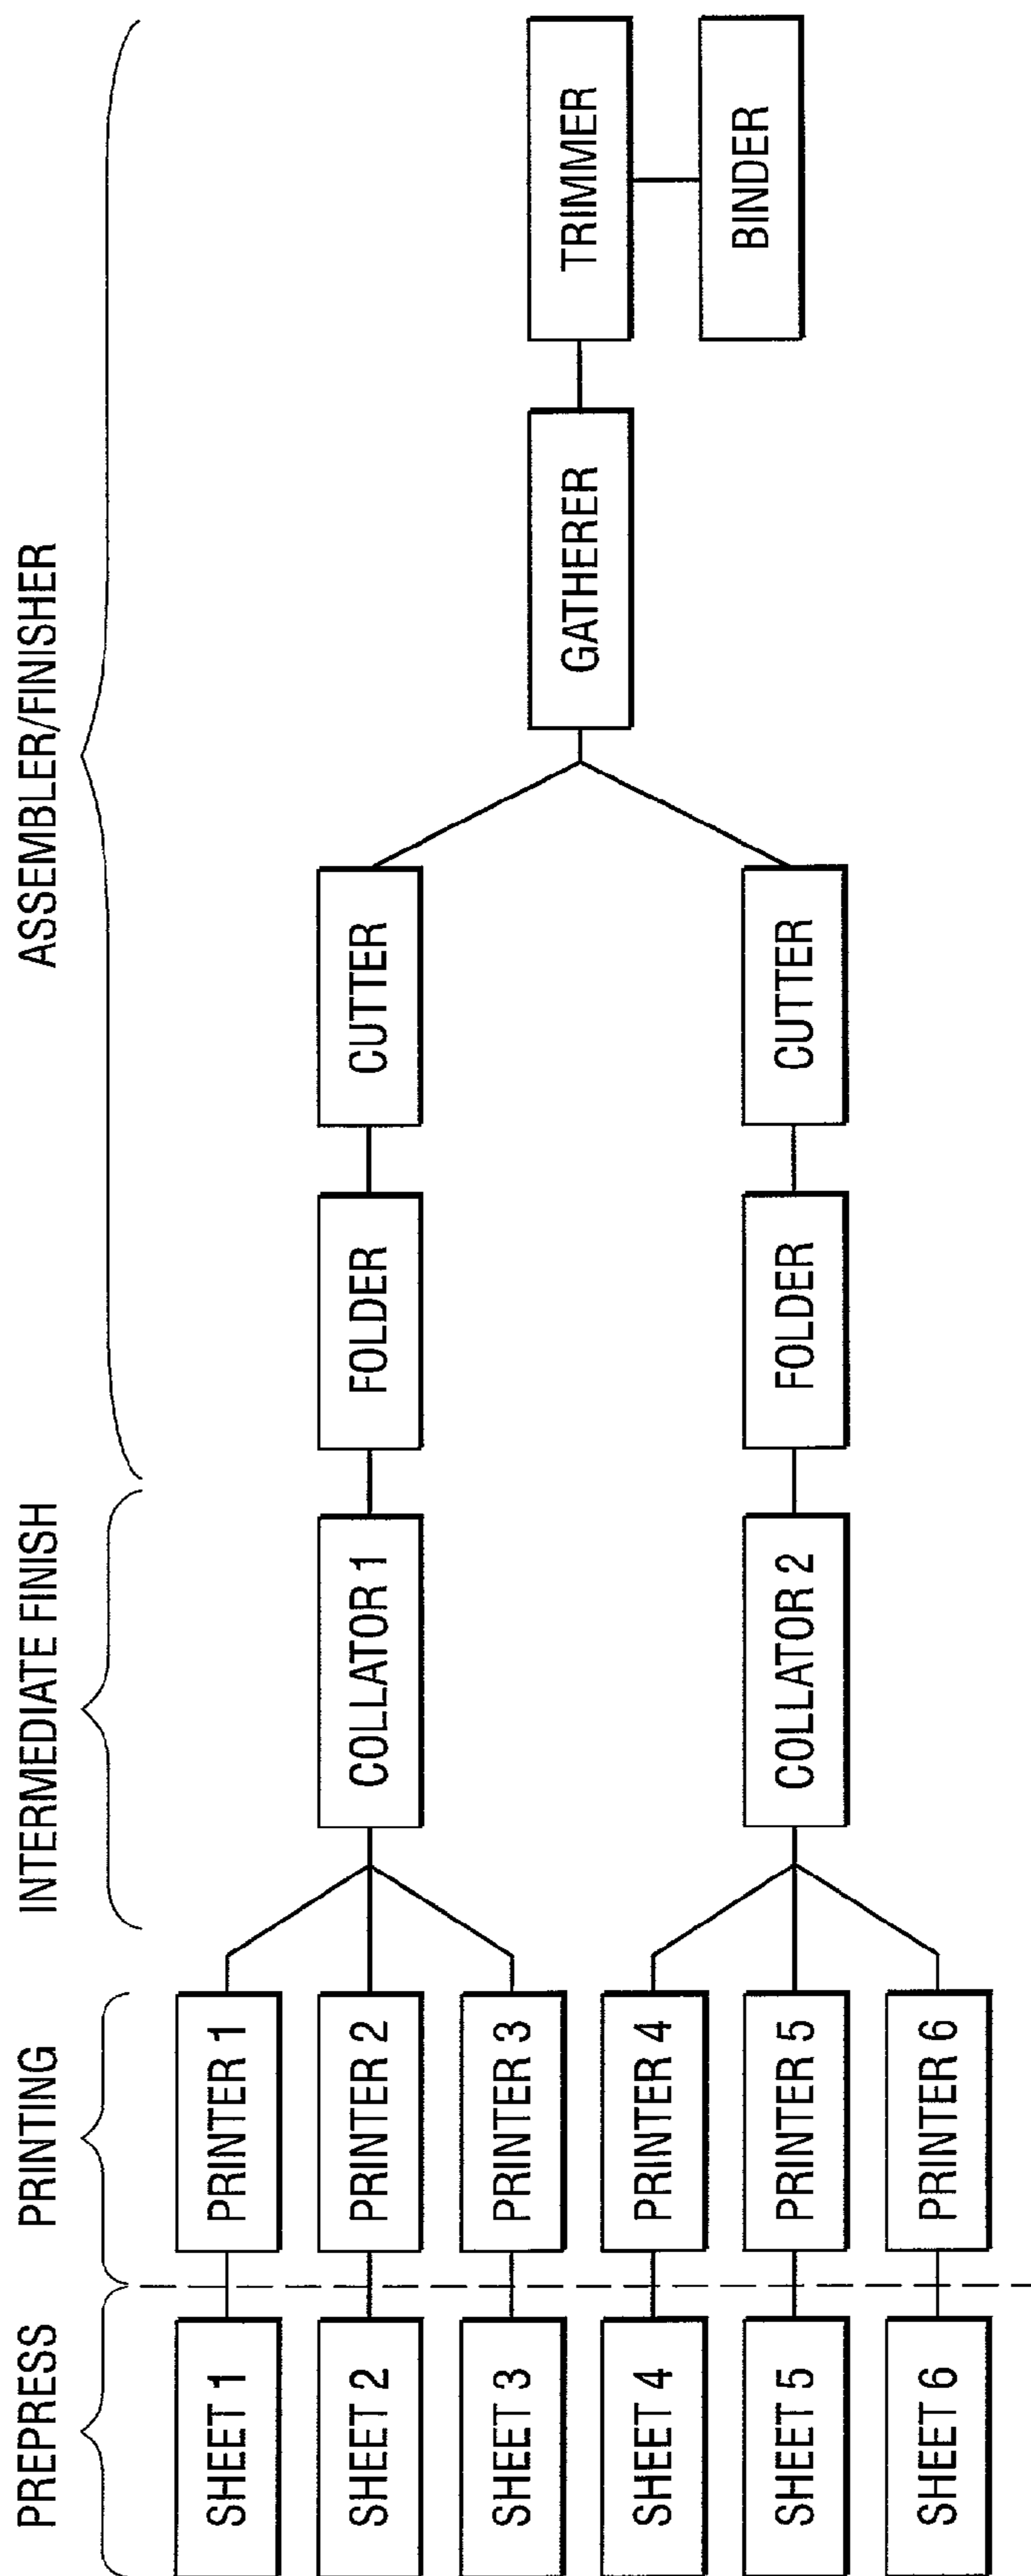 PREPRESS
PRINTING
INTERMEDIATE FINISH
ASSEMBLER/FINISHER
SHEET 1
PRINTER 1
SHEET 2
PRINTER 2
COLLATOR 1
FOLDER
CUTTER
SHEET 3
PRINTER 3
GATHERER
TRIMMER
SHEET 4
PRINTER 4
BINDER
SHEET 5
PRINTER 5
COLLATOR 2
FOLDER
CUTTER
SHEET 6
PRINTER 6